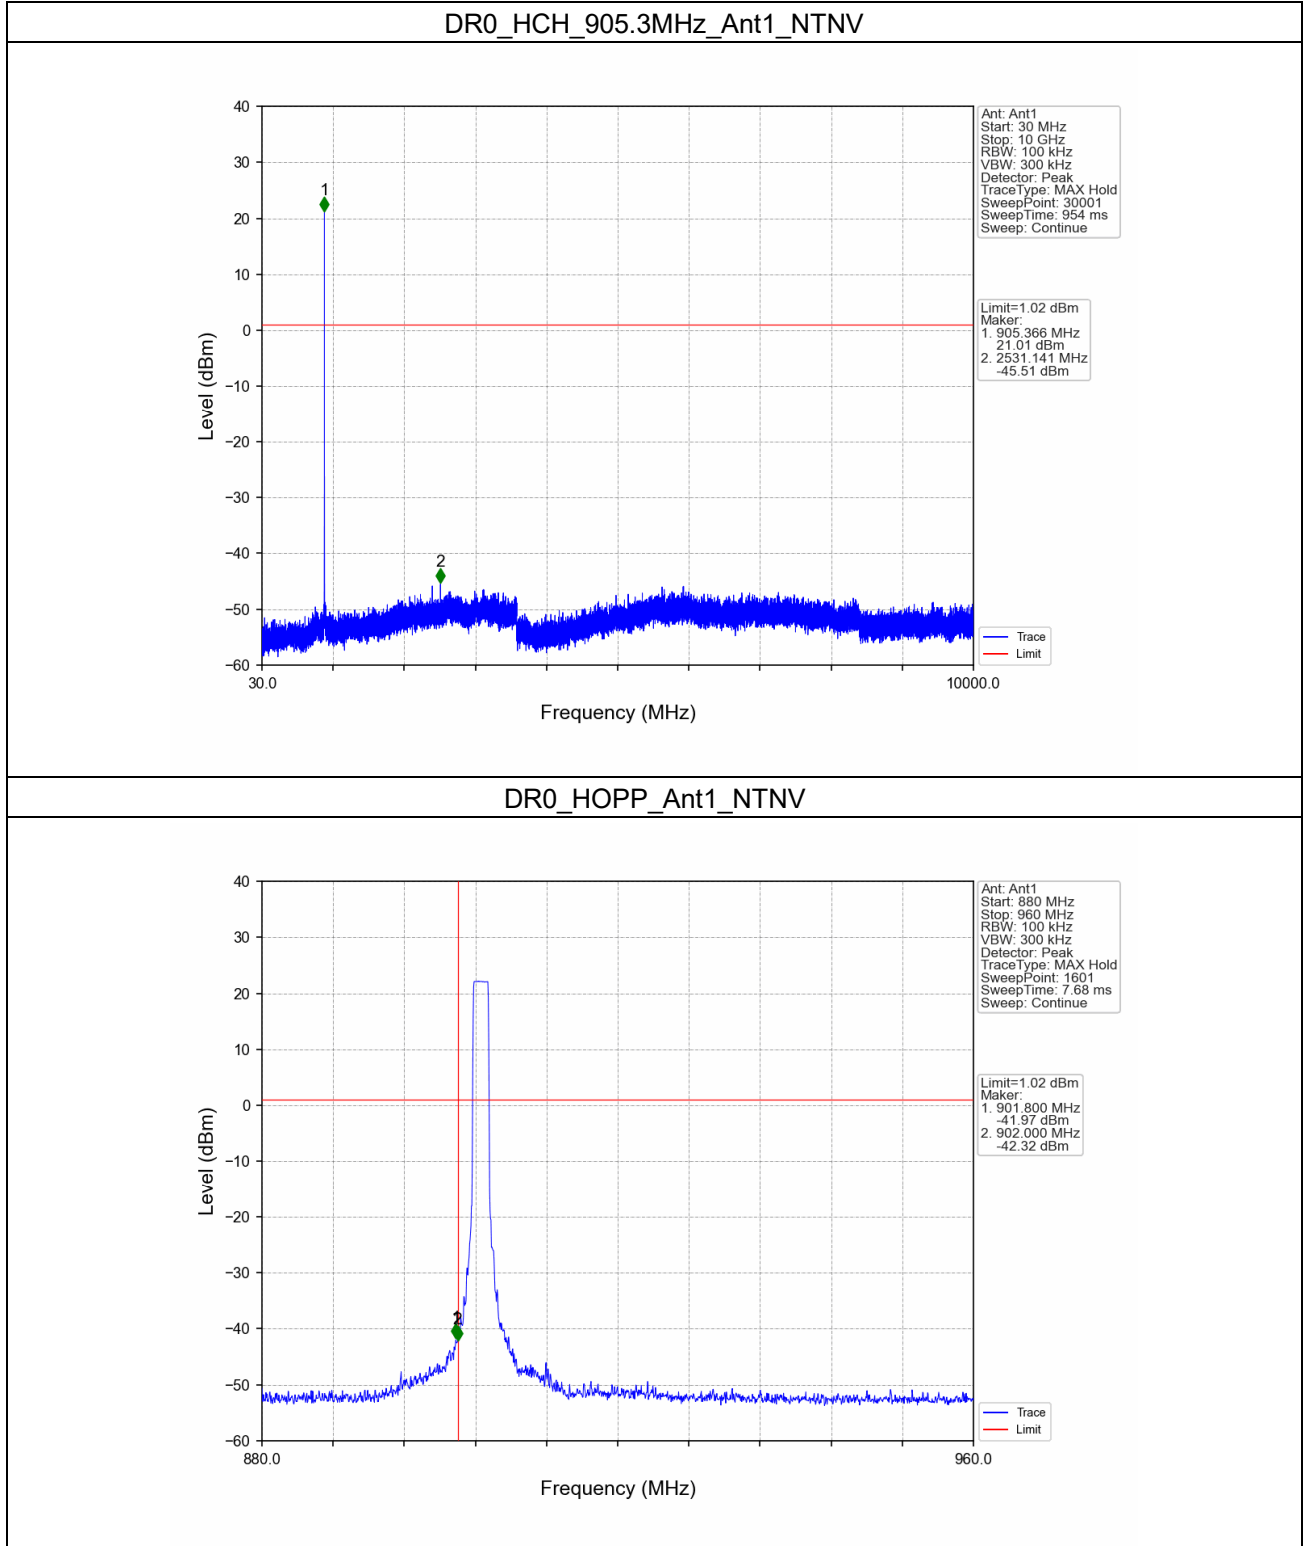 DR0_HCH_905.3MHz_Ant1_NTNV
40
30
20
10
0
−10
−20
−30
−40
−50
−60
Level (dBm)
1
2
30.0
10000.0
Frequency (MHz)
Ant: Ant1
Start: 30 MHz
Stop: 10 GHz
RBW: 100 kHz
VBW: 300 kHz
Detector: Peak
TraceType: MAX Hold
SweepPoint: 30001
SweepTime: 954 ms
Sweep: Continue
Limit=1.02 dBm
Maker:
1. 905.366 MHz
21.01 dBm
2. 2531.141 MHz
-45.51 dBm
Trace
Limit
DR0_HOPP_Ant1_NTNV
40
30
20
10
0
−10
−20
−30
−40
−50
−60
Level (dBm)
1
2
880.0
960.0
Frequency (MHz)
Ant: Ant1
Start: 880 MHz
Stop: 960 MHz
RBW: 100 kHz
VBW: 300 kHz
Detector: Peak
TraceType: MAX Hold
SweepPoint: 1601
SweepTime: 7.68 ms
Sweep: Continue
Limit=1.02 dBm
Maker:
1. 901.800 MHz
-41.97 dBm
2. 902.000 MHz
-42.32 dBm
Trace
Limit